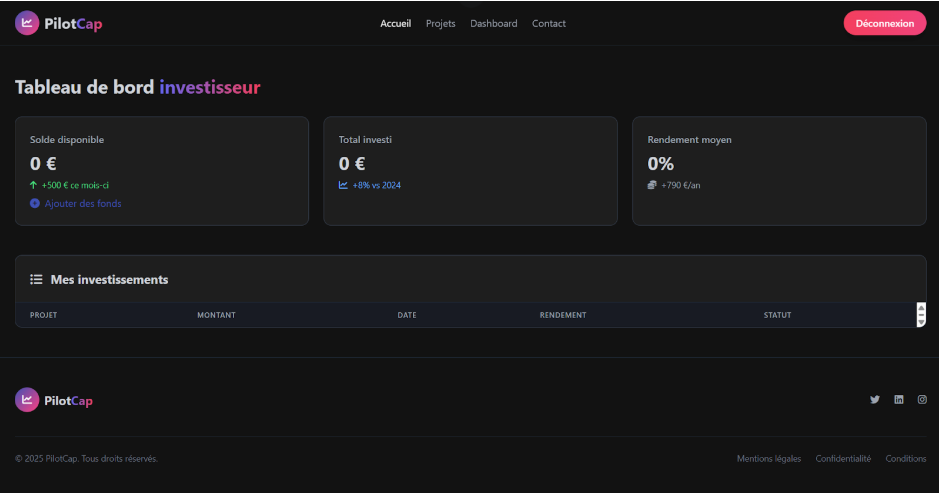 PilotCap Accueil Projets Dashboard Contact Déconnexion
Tableau de bord investisseur
Solde disponible
0 €
+500 € ce mois-ci
Ajouter des fonds
Total investi
0 €
+8% vs 2024
Rendement moyen
0%
+790 €/an
Mes investissements
PROJET MONTANT DATE RENDEMENT STATUT
PilotCap
© 2025 PilotCap. Tous droits réservés. Mentions légales Confidentialité Conditions